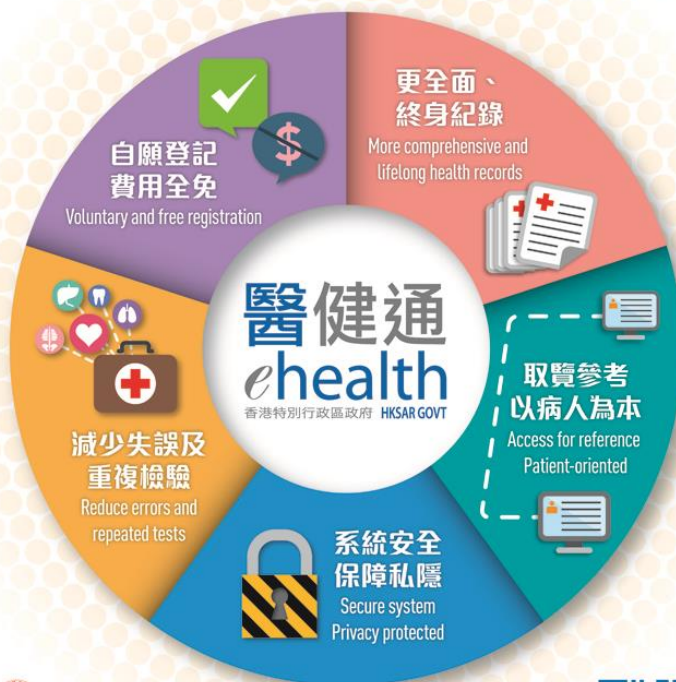 自願登記
費用全免
Voluntary and free registration
更全面、
終身紀錄
More comprehensive and
lifelong health records
取覽參考
以病人為本
Access for reference
Patient-oriented
系統安全
保障私隱
Secure system
Privacy protected
減少失誤及
重複檢驗
Reduce errors and
repeated tests
醫健通
ehealth
香港特別行政區政府 HKSAR GOVT